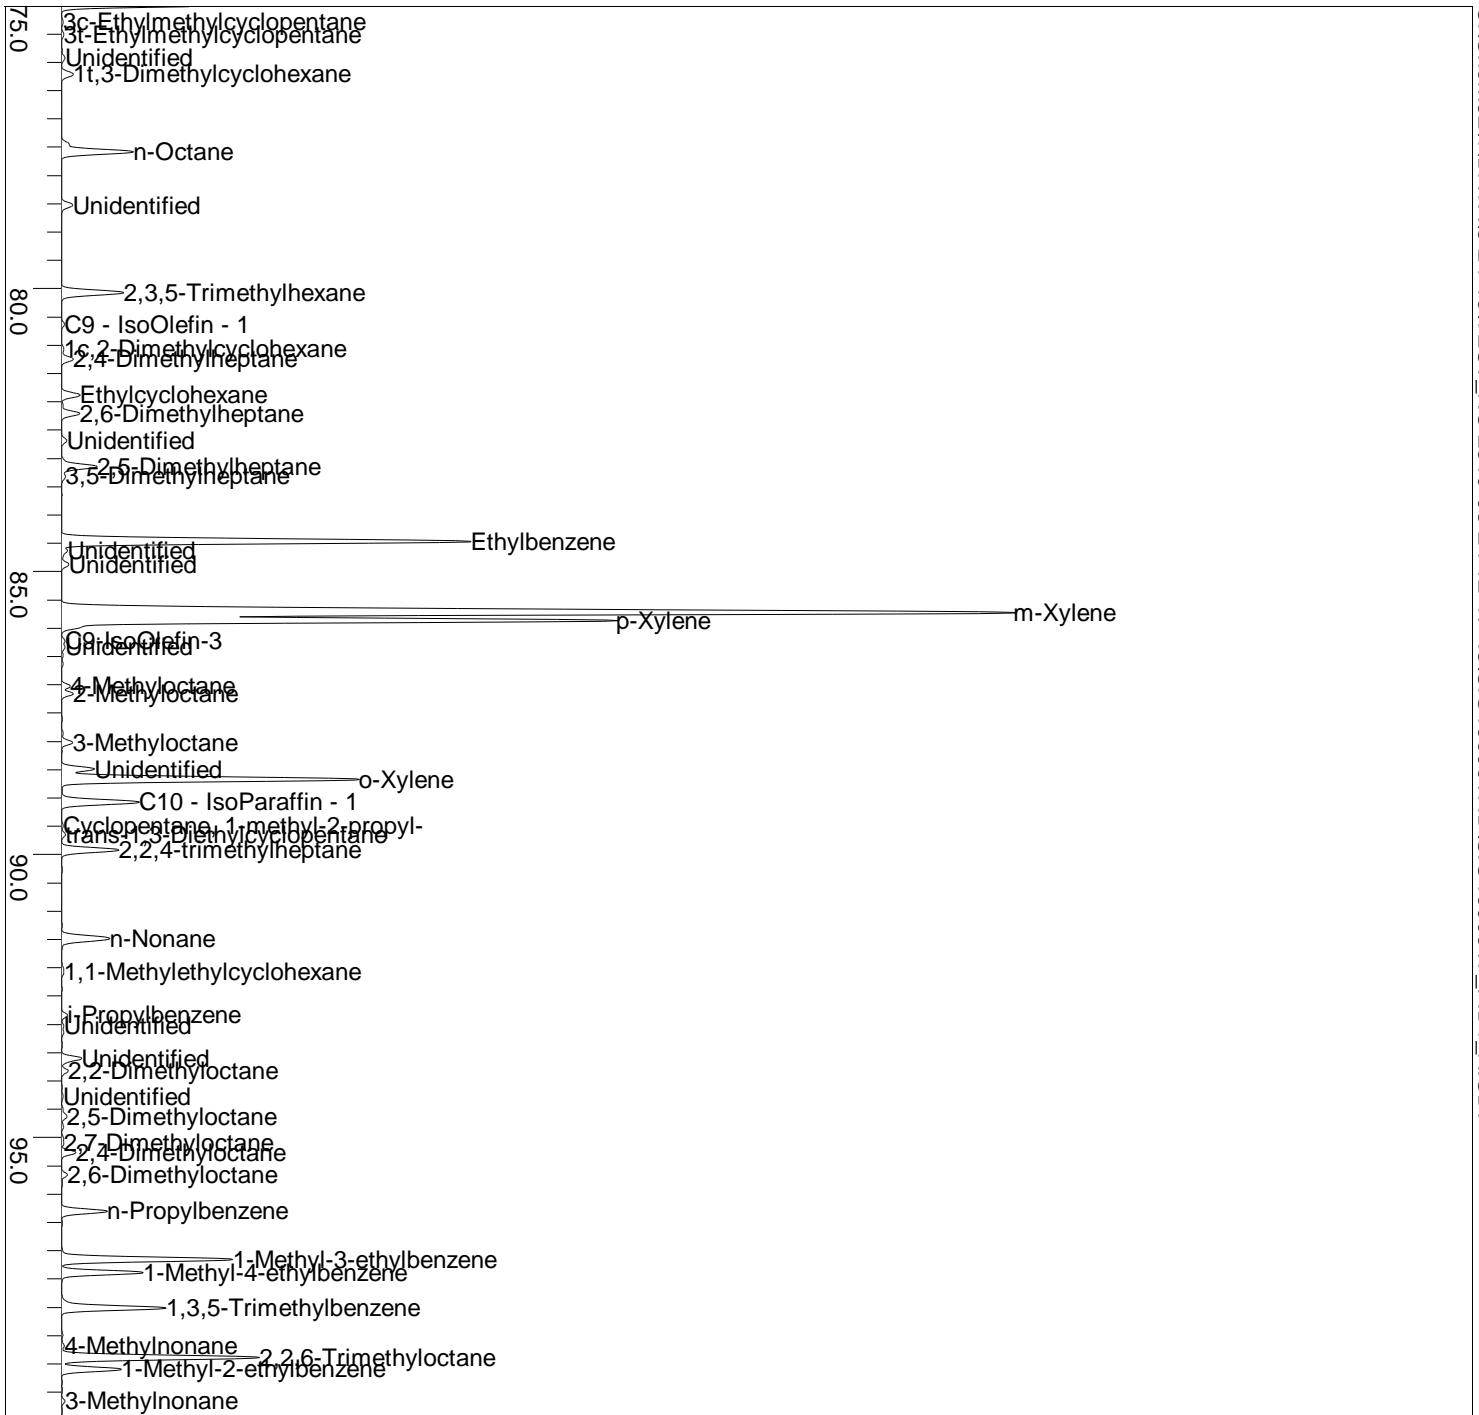 75.0
3c-Ethylmethylcyclopentane
3t-Ethylmethylcyclopentane
Unidentified
1t,3-Dimethylcyclohexane
n-Octane
Unidentified
80.0
2,3,5-Trimethylhexane
C9 - IsoOlefin - 1
1c,2-Dimethylcyclohexane
2,4-Dimethylheptane
Ethylcyclohexane
2,6-Dimethylheptane
Unidentified
2,5-Dimethylheptane
3,5-Dimethylheptane
Ethylbenzene
Unidentified
Unidentified
85.0
m-Xylene
p-Xylene
C9-IsoOlefin-3
Unidentified
4-Methyloctane
2-Methyloctane
3-Methyloctane
Unidentified
o-Xylene
C10 - IsoParaffin - 1
Cyclopentane, 1-methyl-2-propyl-
trans-1,3-Diethylcyclopentane
2,2,4-trimethylheptane
90.0
n-Nonane
1,1-Methylethylcyclohexane
i-Propylbenzene
Unidentified
Unidentified
2,2-Dimethyloctane
Unidentified
2,5-Dimethyloctane
95.0
2,7-Dimethyloctane
2,4-Dimethyloctane
2,6-Dimethyloctane
n-Propylbenzene
1-Methyl-3-ethylbenzene
1-Methyl-4-ethylbenzene
1,3,5-Trimethylbenzene
4-Methylnonane
2,2,6-Trimethyloctane
1-Methyl-2-ethylbenzene
3-Methylnonane